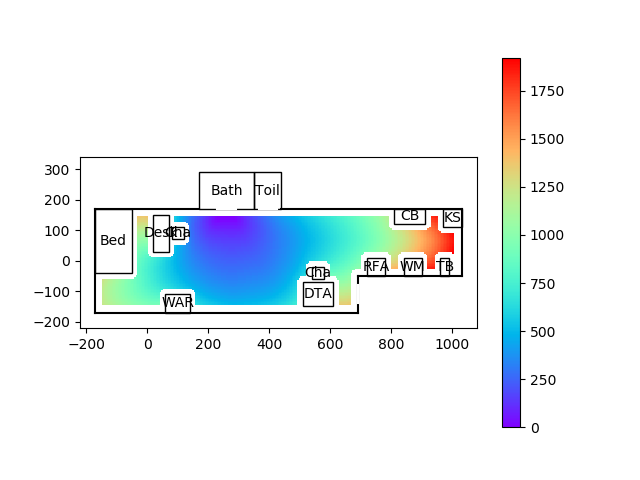 1750
300
Bath
Toil
1500
200
CB
KS
100
Desk
Cha
Bed
1250
0
Cha
RFA
WM
TB
1000
−100
WAR
DTA
−200
750
−200
0
200
400
600
800
1000
500
250
0